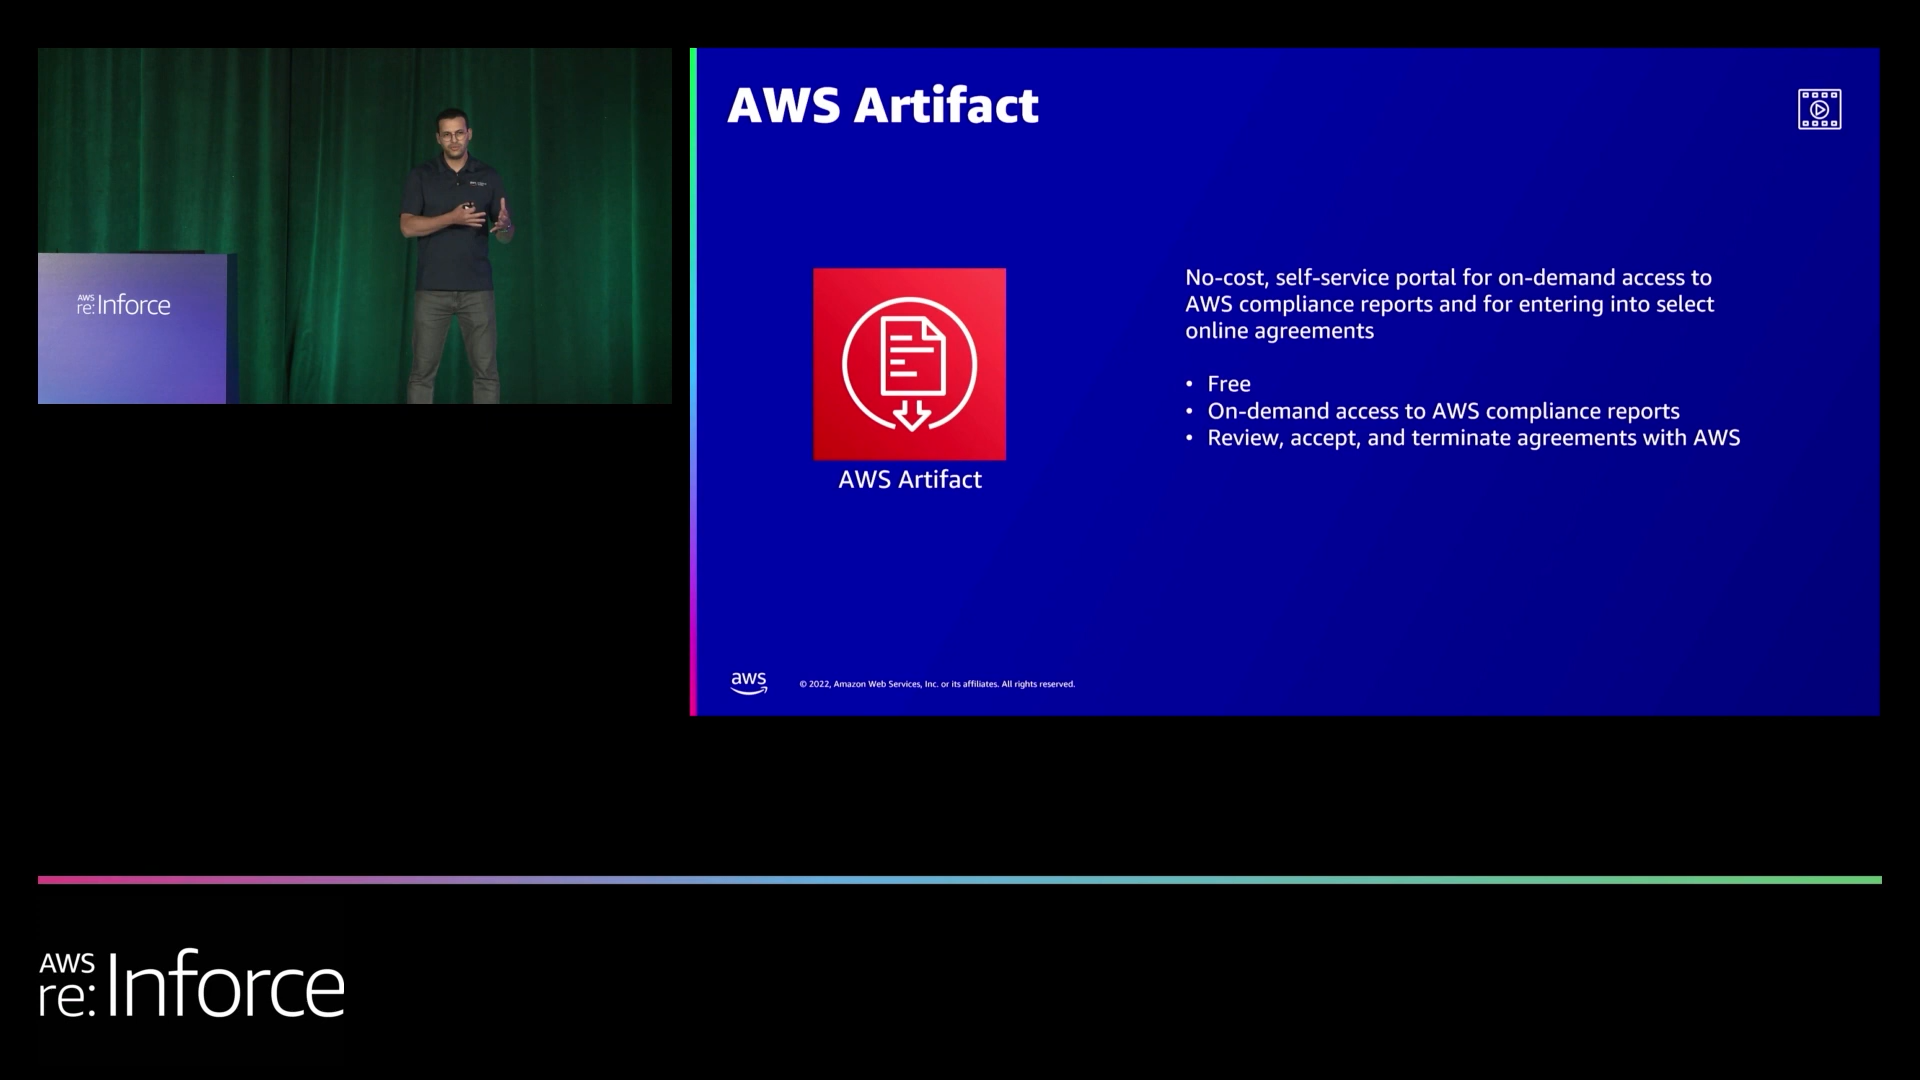 AWS
re:Inforce
AWS Artifact
No-cost, self-service portal for on-demand access to
AWS compliance reports and for entering into select
online agreements
• Free
• On-demand access to AWS compliance reports
• Review, accept, and terminate agreements with AWS
AWS Artifact
aws
© 2022, Amazon Web Services, Inc. or its affiliates. All rights reserved.
AWS
re:Inforce